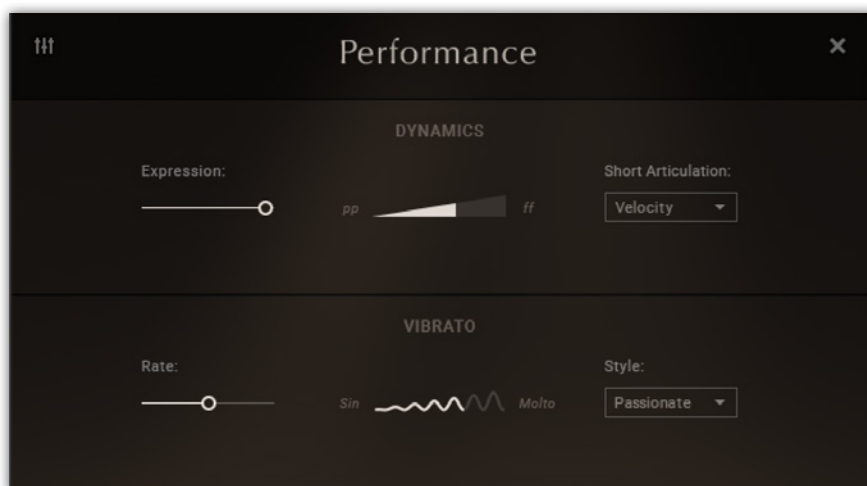 Performance
DYNAMICS
Expression:
pp
ff
Short Articulation:
Velocity
VIBRATO
Rate:
Sin
Molto
Style:
Passionate